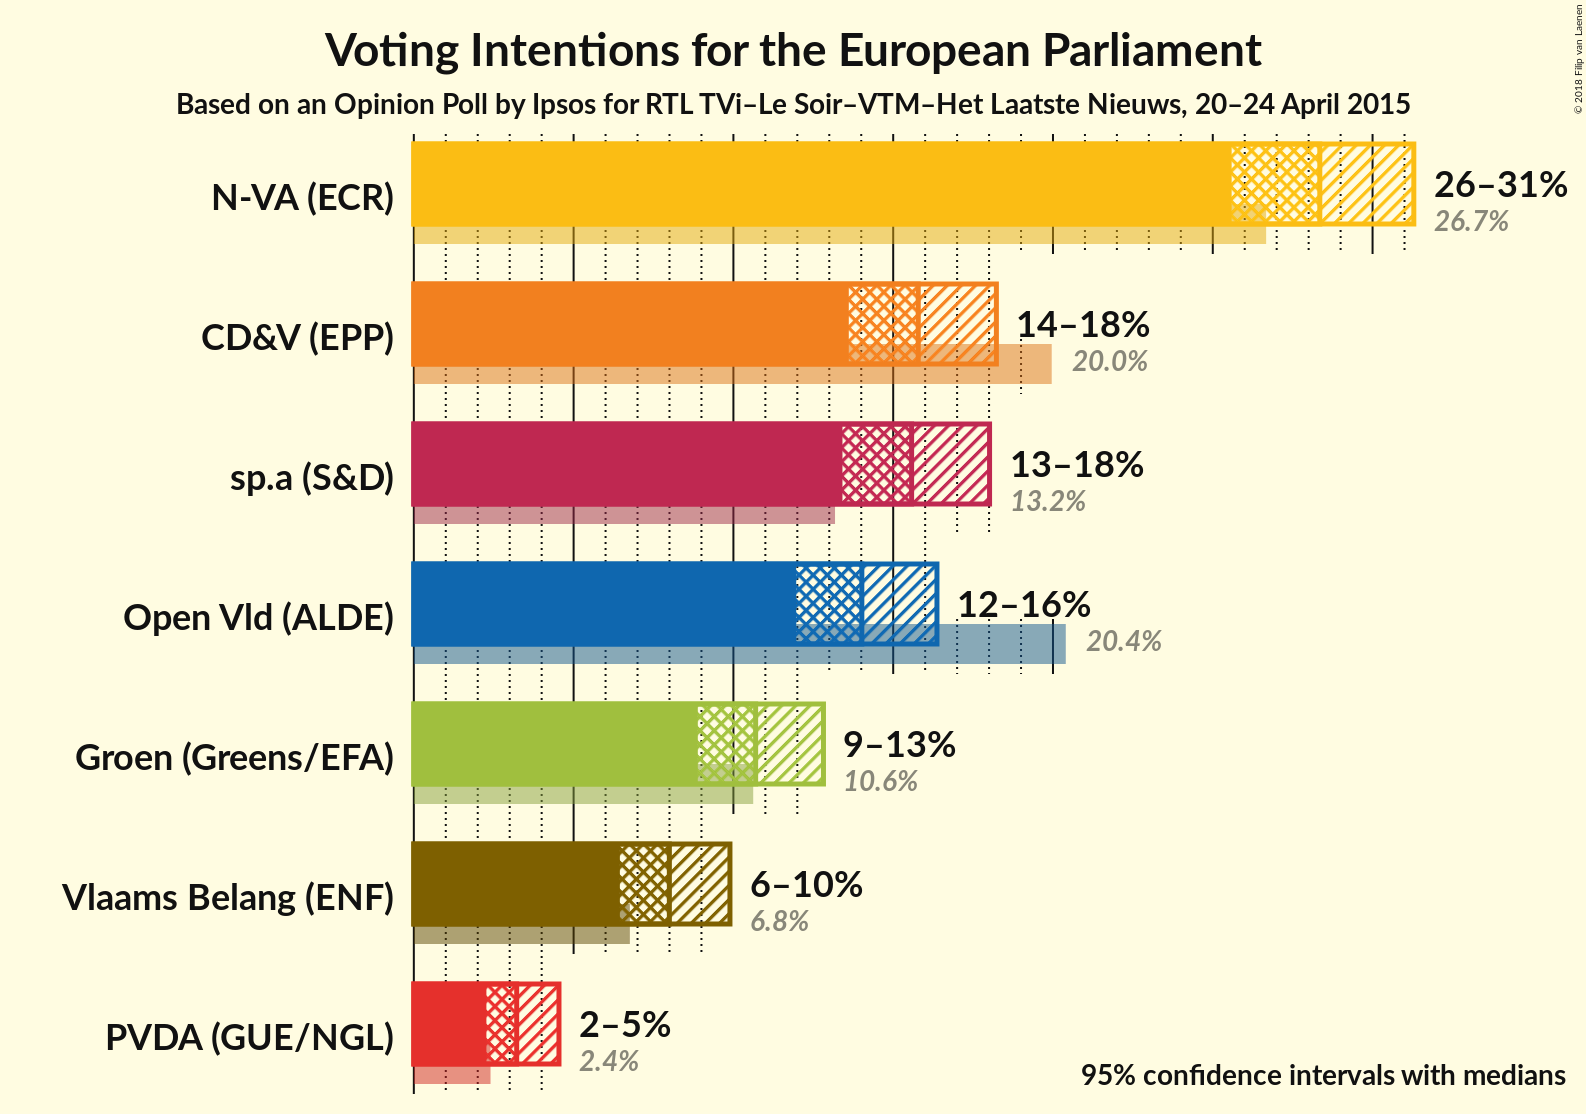 Voting Intentions for the European Parliament
Based on an Opinion Poll by Ipsos for RTL TVi–Le Soir–VTM–Het Laatste Nieuws, 20–24 April 2015
© 2018 Filip van Laenen
N-VA (ECR)
26–31%
26.7%
CD&V (EPP)
14–18%
20.0%
sp.a (S&D)
13–18%
13.2%
Open Vld (ALDE)
12–16%
20.4%
Groen (Greens/EFA)
9–13%
10.6%
Vlaams Belang (ENF)
6–10%
6.8%
PVDA (GUE/NGL)
2–5%
2.4%
95% confidence intervals with medians